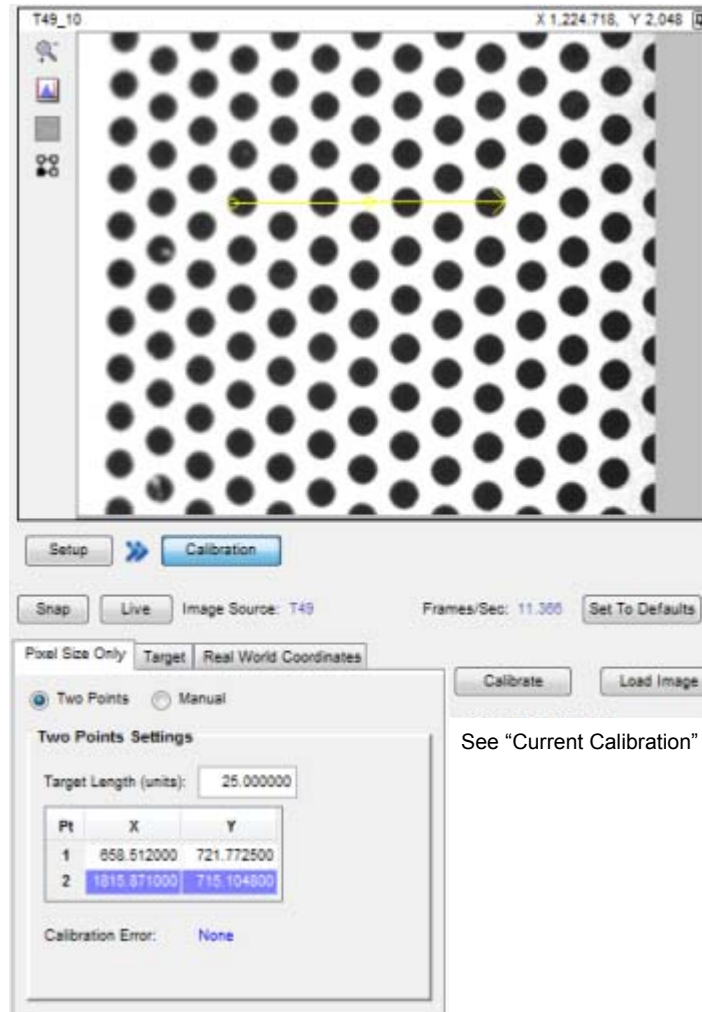 T49_10 X 1,224.718, Y 2,048
Setup Calibration
Snap Live Image Source: T49 Frames/Sec: 11.366 Set To Defaults
Pixel Size Only Target Real World Coordinates
Calibrate Load Image
Two Points Manual
See “Current Calibration”
Two Points Settings
Target Length (units): 25.000000
Pt X Y
1 658.512000 721.772500
2 1815.871000 715.104800
Calibration Error: None